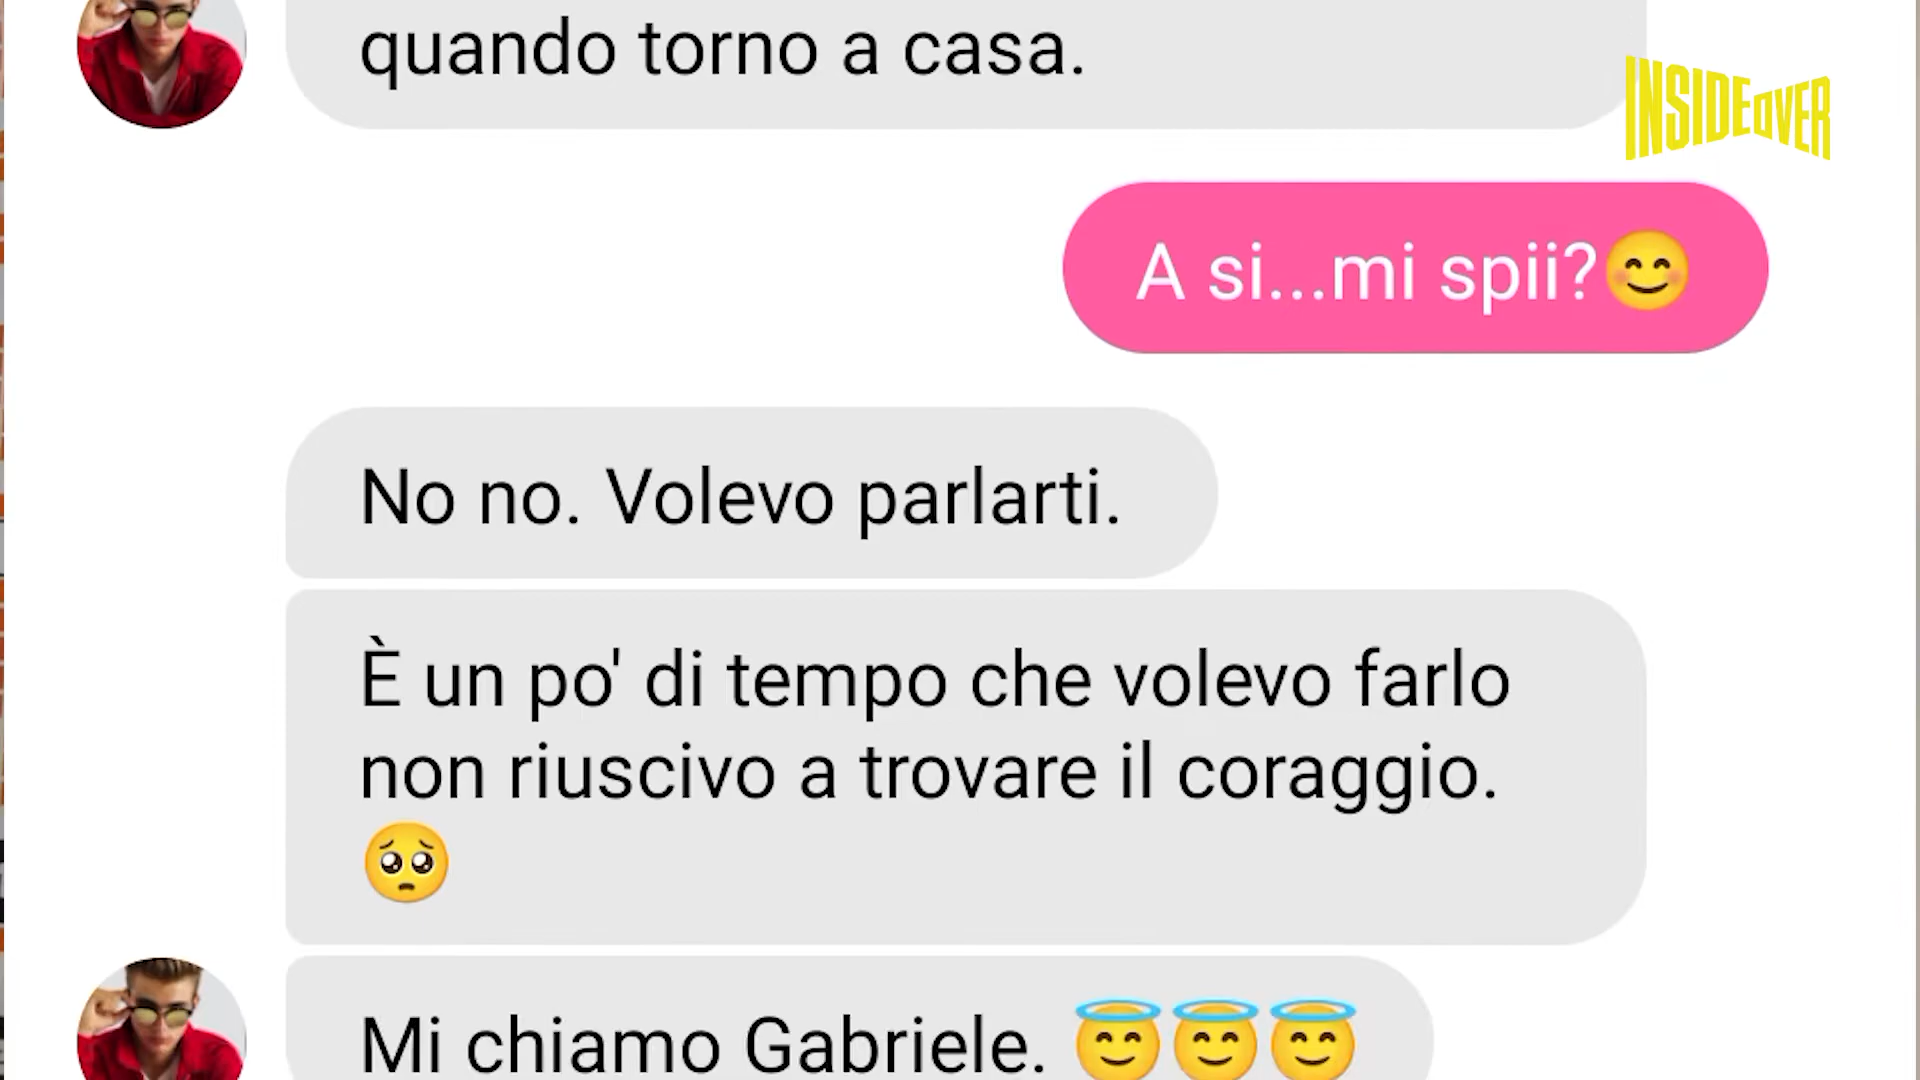 quando torno a casa.
INSIDEOVER
A si...mi spii?😊
No no. Volevo parlarti.
È un po' di tempo che volevo farlo
non riuscivo a trovare il coraggio.
🥺
Mi chiamo Gabriele. 😇😇😇